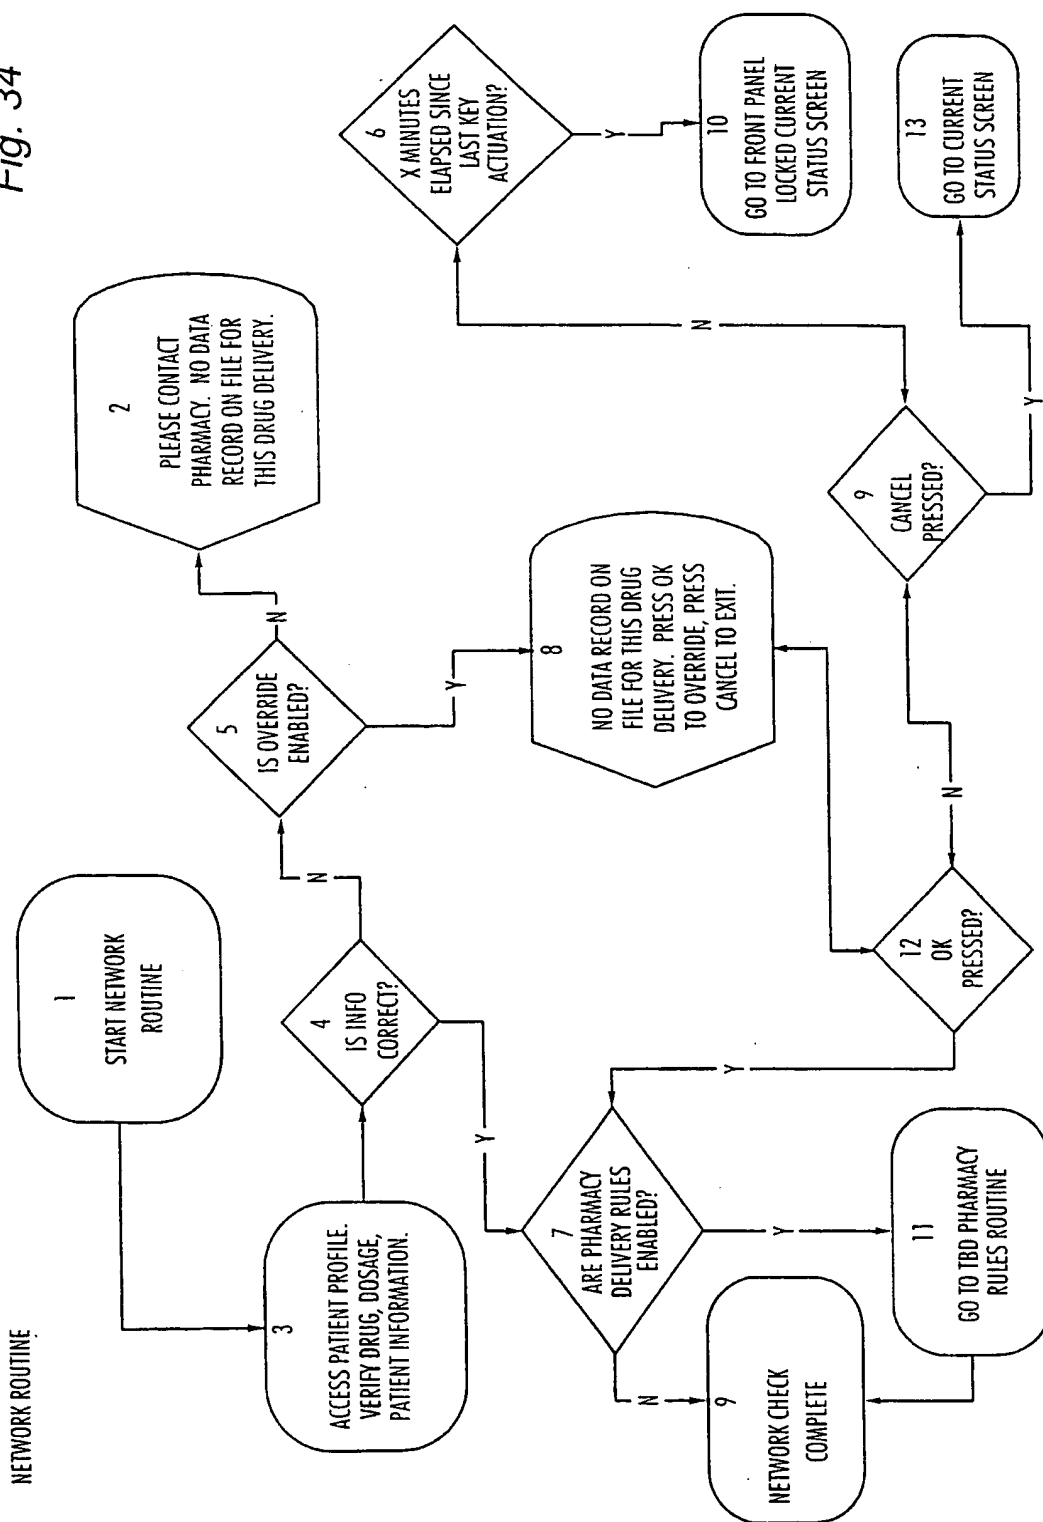 Fig. 34
NETWORK ROUTINE
1
START NETWORK
ROUTINE
2
PLEASE CONTACT
PHARMACY. NO DATA
RECORD ON FILE FOR
THIS DRUG DELIVERY.
3
ACCESS PATIENT PROFILE.
VERIFY DRUG, DOSAGE,
PATIENT INFORMATION.
4
IS INFO
CORRECT?
N
Y
5
IS OVERRIDE
ENABLED?
N
Y
6
X MINUTES
ELAPSED SINCE
LAST KEY
ACTUATION?
Y
7
ARE PHARMACY
DELIVERY RULES
ENABLED?
N
Y
8
NO DATA RECORD ON
FILE FOR THIS DRUG
DELIVERY. PRESS OK
TO OVERRIDE, PRESS
CANCEL TO EXIT.
9
CANCEL
PRESSED?
N
Y
10
GO TO FRONT PANEL
LOCKED CURRENT
STATUS SCREEN
9
NETWORK CHECK
COMPLETE
11
GO TO TBD PHARMACY
RULES ROUTINE
12
OK
PRESSED?
Y
N
13
GO TO CURRENT
STATUS SCREEN